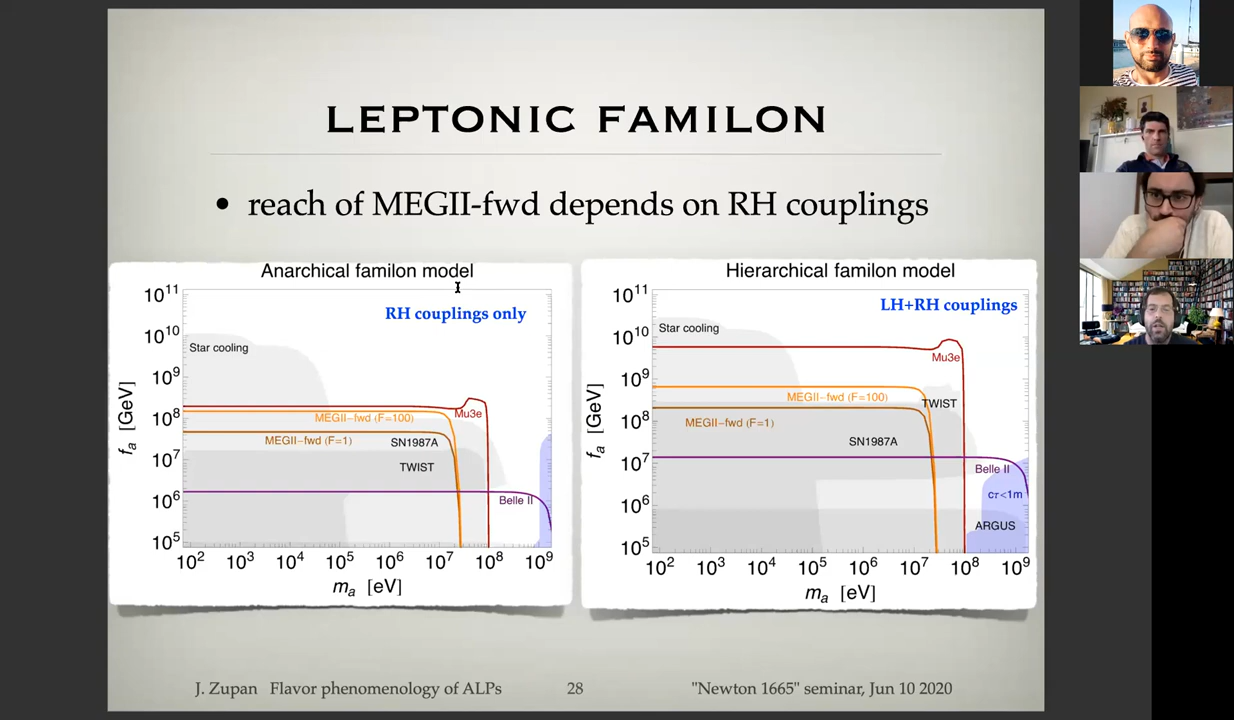 LEPTONIC FAMILON
• reach of MEGII-fwd depends on RH couplings
Anarchical familon model
RH couplings only
Star cooling
MEGII-fwd (F=100)
Mu3e
MEGII-fwd (F=1)
SN1987A
TWIST
Belle II
10^11
10^10
10^9
10^8
10^7
10^6
10^5
f_a [GeV]
10^2 10^3 10^4 10^5 10^6 10^7 10^8 10^9
m_a [eV]
Hierarchical familon model
LH+RH couplings
Star cooling
Mu3e
MEGII-fwd (F=100)
TWIST
MEGII-fwd (F=1)
SN1987A
Belle II
cτ<1m
ARGUS
10^11
10^10
10^9
10^8
10^7
10^6
10^5
f_a [GeV]
10^2 10^3 10^4 10^5 10^6 10^7 10^8 10^9
m_a [eV]
J. Zupan Flavor phenomenology of ALPs 28 "Newton 1665" seminar, Jun 10 2020